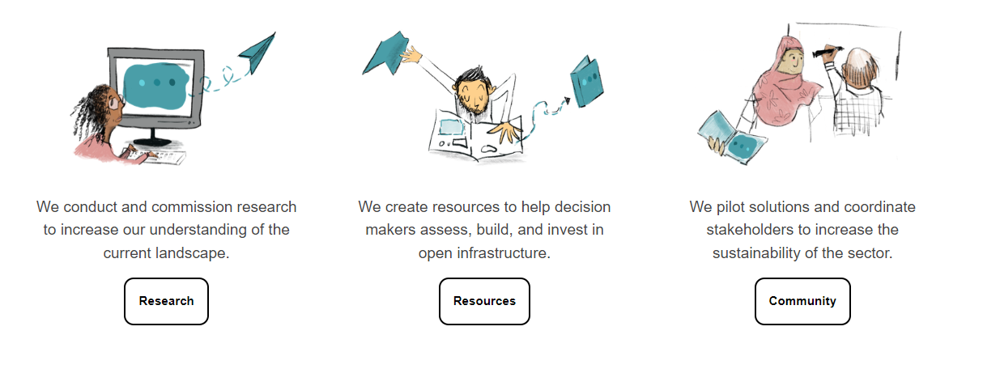 We conduct and commission research
to increase our understanding of the
current landscape.
Research
We create resources to help decision
makers assess, build, and invest in
open infrastructure.
Resources
We pilot solutions and coordinate
stakeholders to increase the
sustainability of the sector.
Community